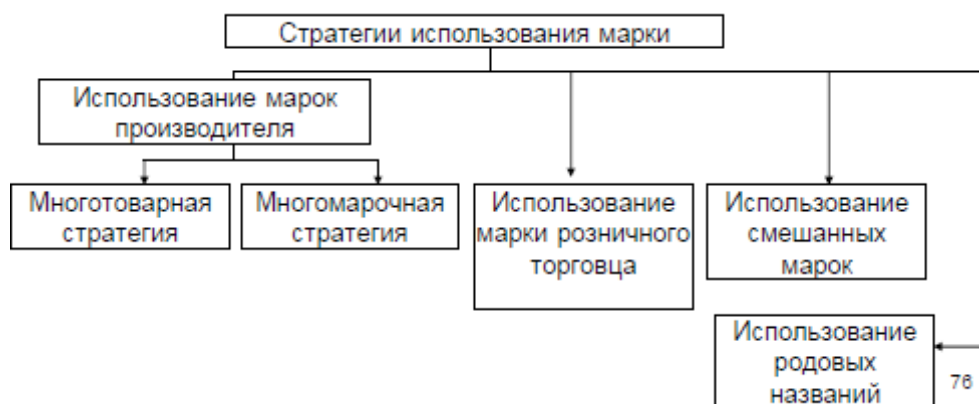 Стратегии использования марки
Использование марок
производителя
Многотоварная
стратегия
Многомарочная
стратегия
Использование
марки розничного
торговца
Использование
смешанных
марок
Использование
родовых
названий
76